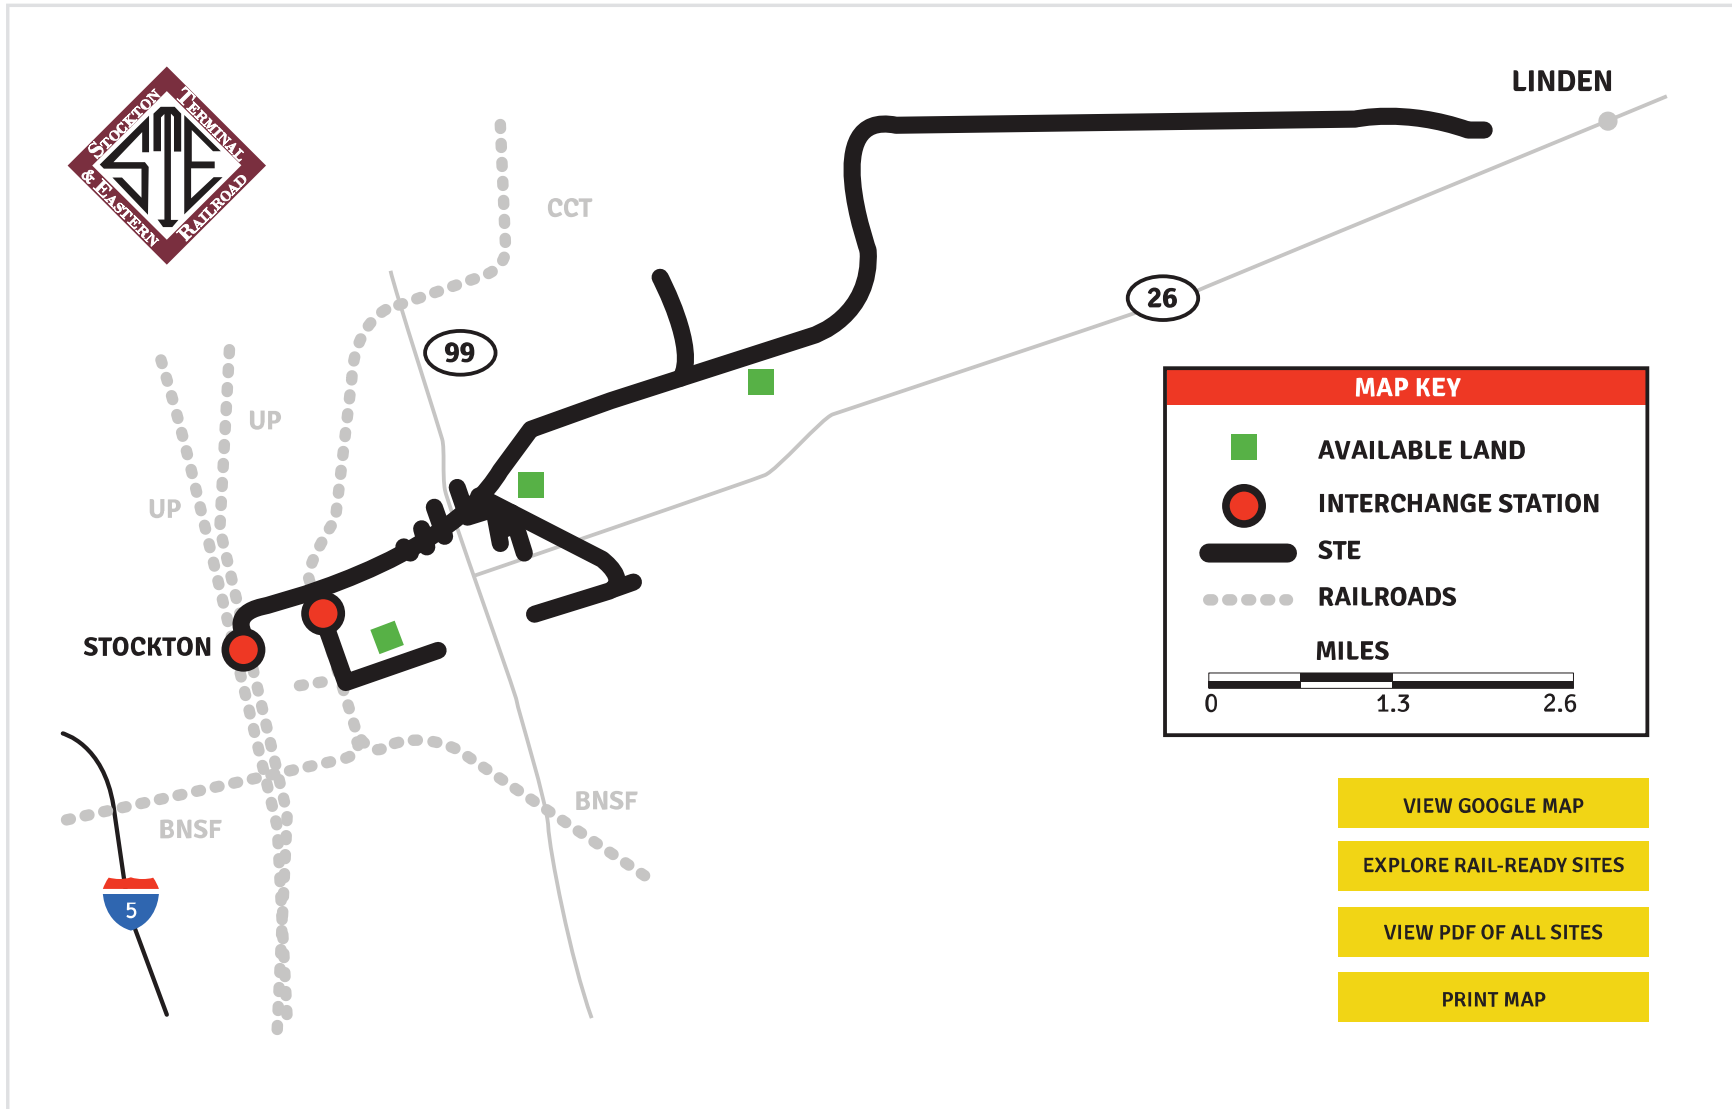 STOCKTON
TERMINAL
& EASTERN
RAILROAD
STE
LINDEN
CCT
26
99
UP
UP
STOCKTON
BNSF
BNSF
5
MAP KEY
AVAILABLE LAND
INTERCHANGE STATION
STE
RAILROADS
MILES
0 1.3 2.6
VIEW GOOGLE MAP
EXPLORE RAIL-READY SITES
VIEW PDF OF ALL SITES
PRINT MAP